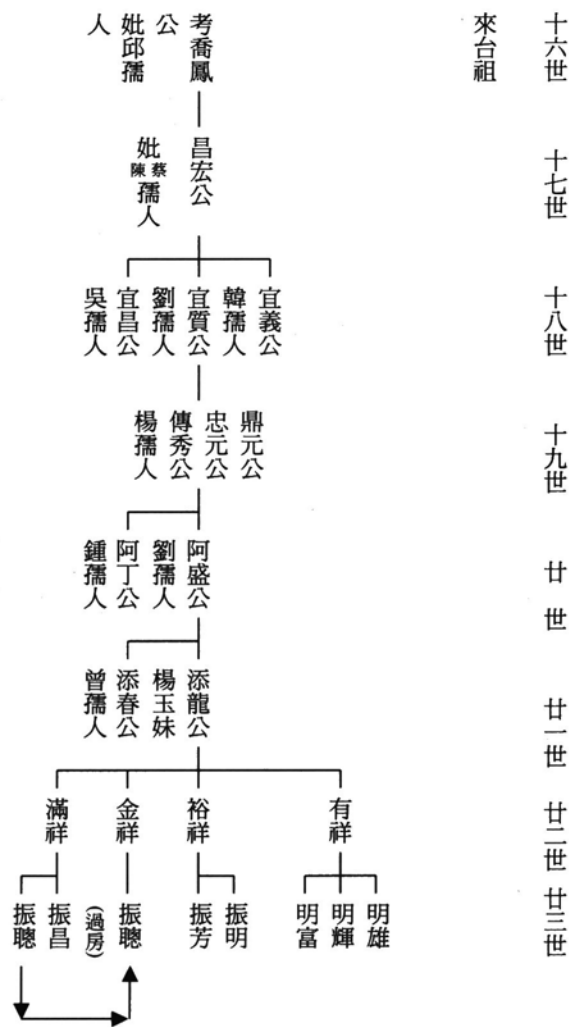 十六世
十七世
十八世
十九世
廿世
廿一世
廿二世
廿三世
來台祖
考喬鳳
公
妣邱孺
人
昌宏公
妣蔡陳孺人
宜義公
韓孺人
宜質公
劉孺人
宜昌公
吳孺人
鼎元公
忠元公
傳秀公
楊孺人
阿盛公
劉孺人
阿丁公
鍾孺人
添龍公
楊玉妹
添春公
曾孺人
有祥
裕祥
金祥
滿祥
明雄
明輝
明富
振明
振芳
振聰
(過房)
振昌
振聰